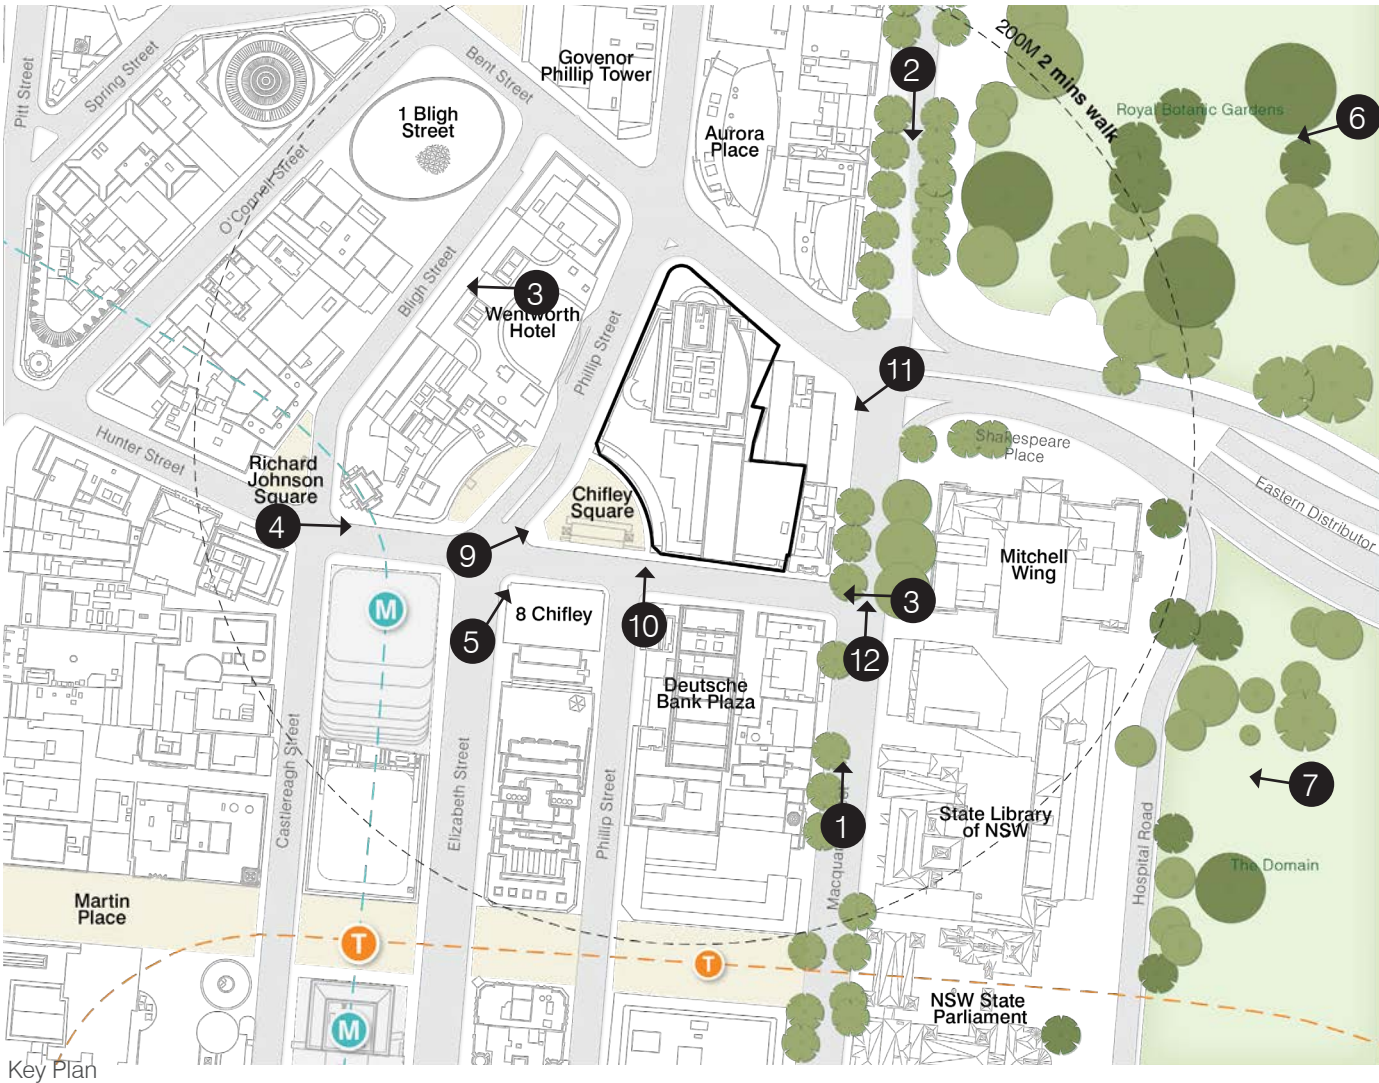 Pitt Street
Spring Street
Bent Street
Govenor
Phillip Tower
200M 2 mins walk
2
Royal Botanic Gardens
6
1 Bligh
Street
Aurora
Place
O'Connell Street
Bligh Street
3
Wentworth
Hotel
Phillip Street
11
Hunter Street
Richard
Johnson
Square
4
Chifley
Square
9
Shakespeare
Place
Eastern Distributor
Mitchell
Wing
M
5
8 Chifley
10
3
12
Deutsche
Bank Plaza
Castlereagh Street
Elizabeth Street
Phillip Street
1
State Library
of NSW
7
Hospital Road
The Domain
Martin
Place
T
T
M
NSW State
Parliament
Key Plan